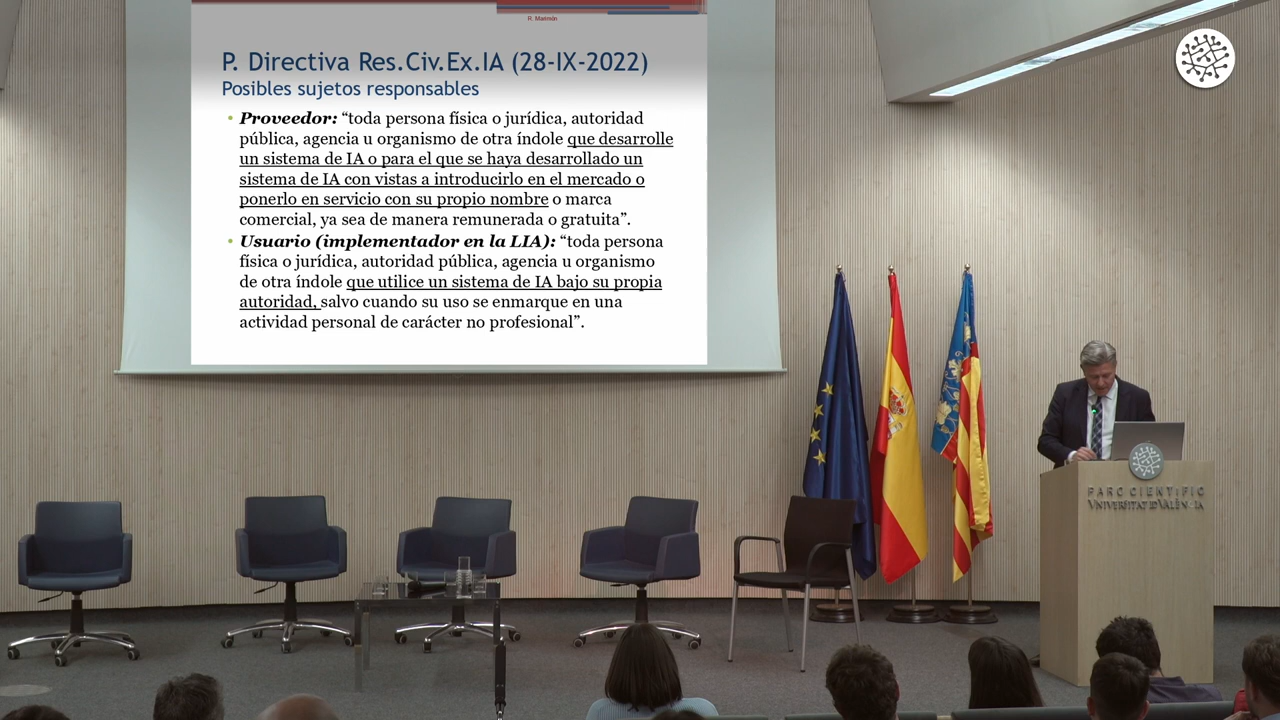 R. Marimón
P. Directiva Res.Civ.Ex.IA (28-IX-2022)
Posibles sujetos responsables
• Proveedor: “toda persona física o jurídica, autoridad
pública, agencia u organismo de otra índole que desarrolle
un sistema de IA o para el que se haya desarrollado un
sistema de IA con vistas a introducirlo en el mercado o
ponerlo en servicio con su propio nombre o marca
comercial, ya sea de manera remunerada o gratuita”.
• Usuario (implementador en la LIA): “toda persona
física o jurídica, autoridad pública, agencia u organismo
de otra índole que utilice un sistema de IA bajo su propia
autoridad, salvo cuando su uso se enmarque en una
actividad personal de carácter no profesional”.
PARC CIENTÍFIC
UNIVERSITAT D VALÈNCIA